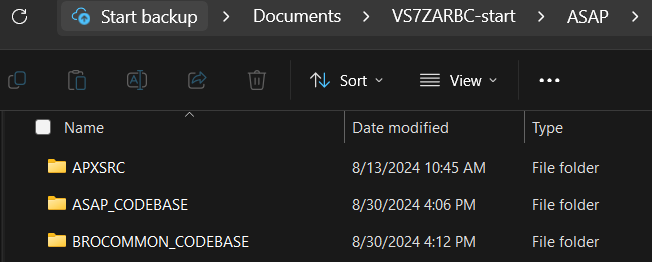 Start backup > Documents > VS7ZARBC-start > ASAP >
Sort View
Name Date modified Type
APXSRC 8/13/2024 10:45 AM File folder
ASAP_CODEBASE 8/30/2024 4:06 PM File folder
BROCOMMON_CODEBASE 8/30/2024 4:12 PM File folder